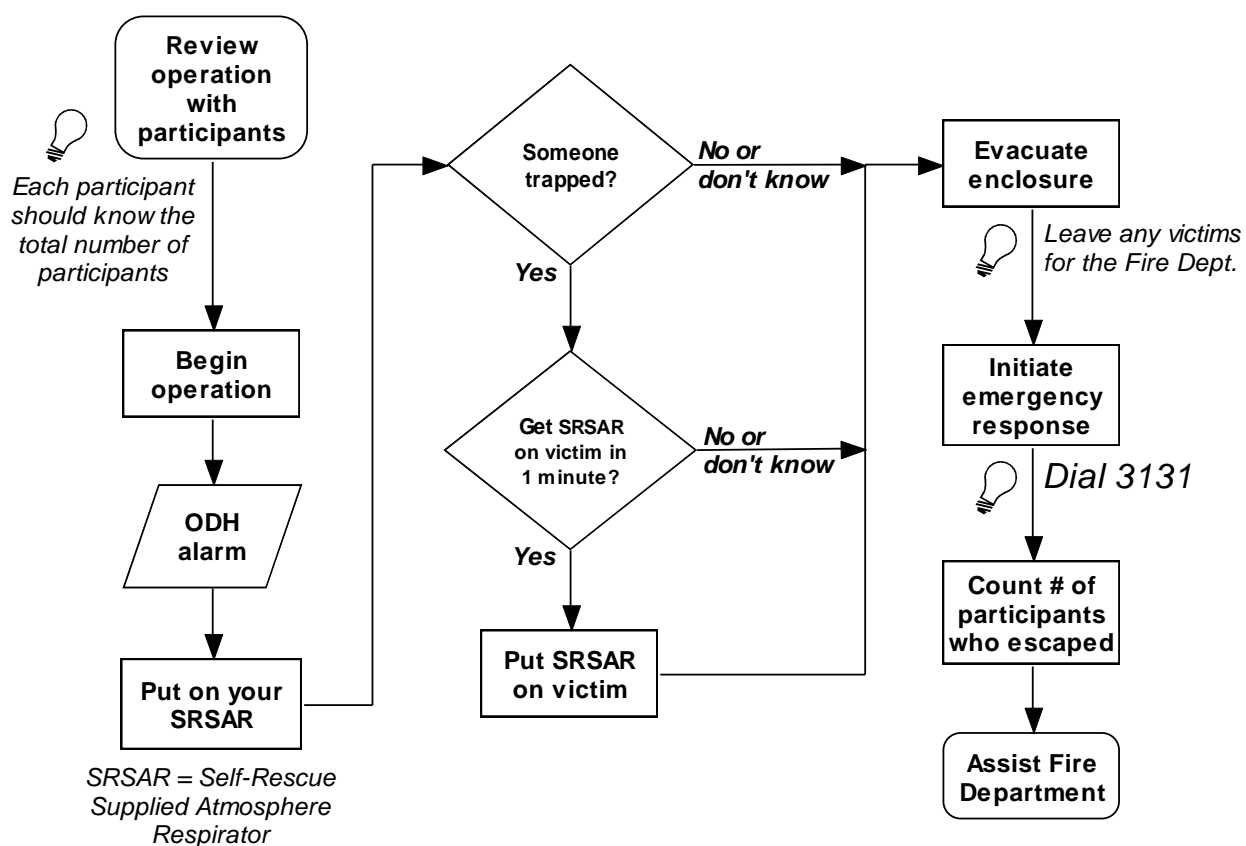 Review
operation
with
participants
Each participant
should know the
total number of
participants
Begin
operation
ODH
alarm
Put on your
SRSAR
SRSAR = Self-Rescue
Supplied Atmosphere
Respirator
Someone
trapped?
No or
don't know
Yes
Get SRSAR
on victim in
1 minute?
No or
don't know
Yes
Put SRSAR
on victim
Evacuate
enclosure
Leave any victims
for the Fire Dept.
Initiate
emergency
response
Dial 3131
Count # of
participants
who escaped
Assist Fire
Department